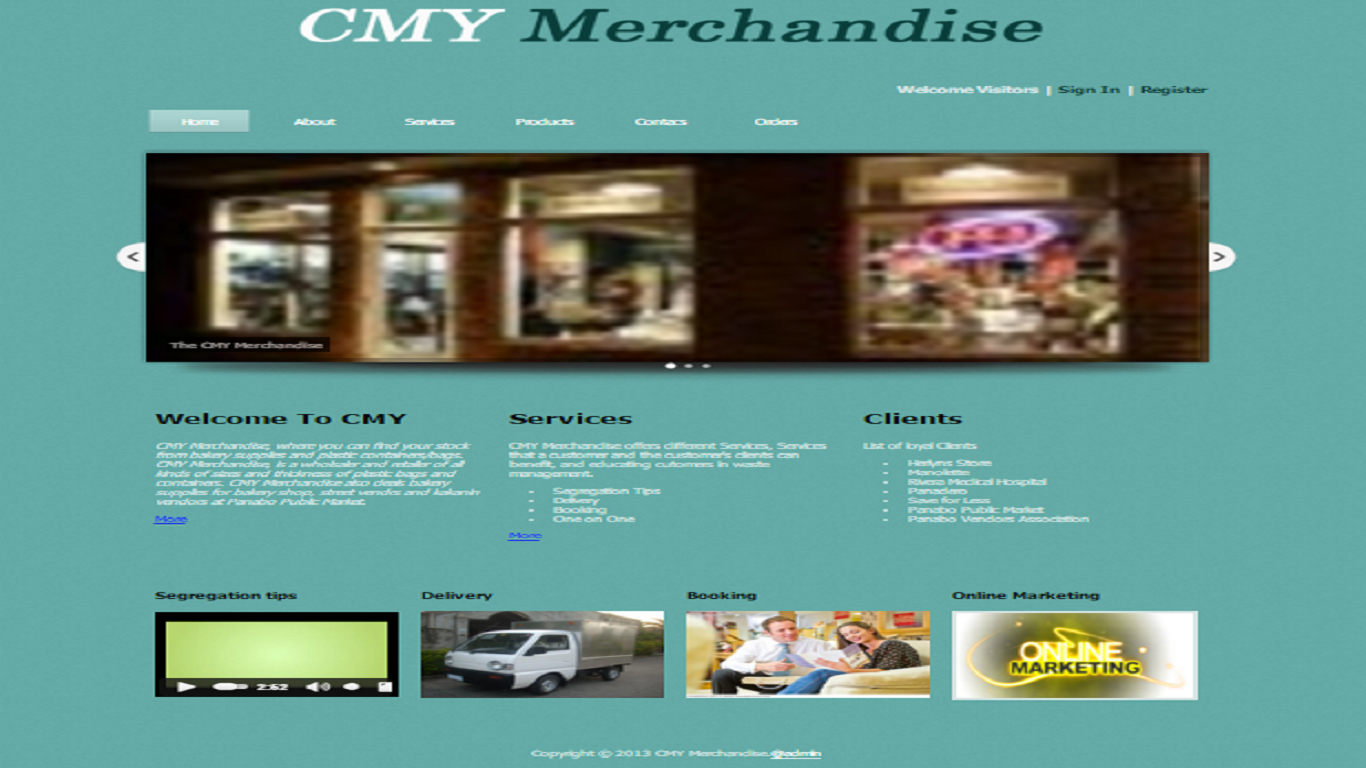 CMY Merchandise
Welcome Visitors | Sign In | Register
Home About Services Products Contacs Orders
OPEN
The CMY Merchandise
Welcome To CMY
CMY Merchandise, where you can find your stock
from bakery supplies and plastic containers/bags.
CMY Merchandise, is a wholsaler and retailer of all
kinds of sizes and thickness of plastic bags and
containers. CMY Merchandise also deals bakery
supplies for bakery shop, street vendrs and kakanin
vendors at Panabo Public Market.
More
Services
CMY Merchandise offers different Services, Services
that a customer and the customer's clients can
benefit, and educating cutomers in waste
management.
Segregation Tips
Delivery
Booking
One on One
More
Clients
List of loyal Clients
Herlyns Store
Manolette
Rivera Medical Hospital
Panadero
Save for Less
Panabo Public Market
Panabo Vendors Association
Segregation tips
2:52
Delivery
Booking
Online Marketing
ONLINE
MARKETING
Copyright © 2013 CMY Merchandise.@admin